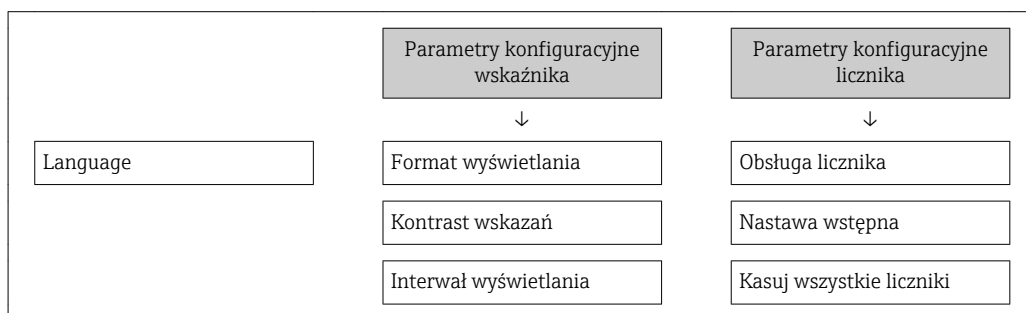 Parametry konfiguracyjne
wskaźnika
Parametry konfiguracyjne
licznika
↓
↓
Language
Format wyświetlania
Obsługa licznika
Kontrast wskazań
Nastawa wstępna
Interwał wyświetlania
Kasuj wszystkie liczniki